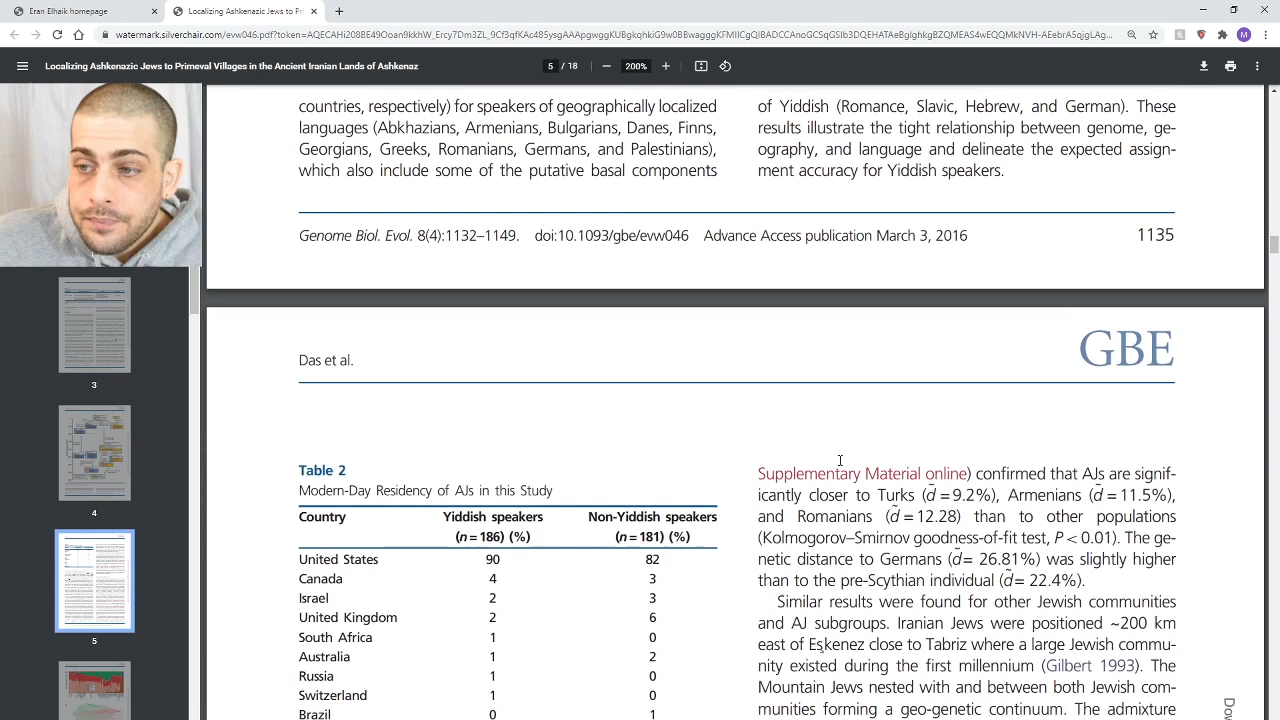 Eran Elhaik homepage
Localizing Ashkenazic Jews to Pri
Localizing Ashkenazic Jews to Primeval Villages in the Ancient Iranian Lands of Ashkenaz
5 / 18
200%
M
countries, respectively) for speakers of geographically localized
languages (Abkhazians, Armenians, Bulgarians, Danes, Finns,
Georgians, Greeks, Romanians, Germans, and Palestinians),
which also include some of the putative basal components
of Yiddish (Romance, Slavic, Hebrew, and German). These
results illustrate the tight relationship between genome, ge-
ography, and language and delineate the expected assign-
ment accuracy for Yiddish speakers.
Genome Biol. Evol. 8(4):1132–1149. doi:10.1093/gbe/evw046 Advance Access publication March 3, 2016
1135
3
4
5
Das et al.
GBE
Table 2
Modern-Day Residency of AJs in this Study
Country Yiddish speakers Non-Yiddish speakers
(n=186) (%) (n=181) (%)
United States 90 82
Canada 3
Israel 2 3
United Kingdom 2 6
South Africa 1 0
Australia 1 2
Russia 1 0
Switzerland 1 0
Brazil 0 1
Supplementary Material online) confirmed that AJs are signif-
icantly closer to Turks (d̃=9.2%), Armenians (d̃=11.5%),
and Romanians (d̃=12.28) than to other populations
(Kolmogorov–Smirnov goodness-of-fit test, P<0.01). The ge-
netic distance to Germans (d̃=26.81%) was slightly higher
than to the pre-Scythian individual (d̃=22.4%).
Similar results were found for other Jewish communities
and AJ subgroups. Iranian Jews were positioned ~200 km
east of Eşkenez close to Tabriz where a large Jewish commu-
nity existed during the first millennium (Gilbert 1993). The
Mountain Jews nested with and between both Jewish com-
munities forming a geo-genetic continuum. The admixture
Dov